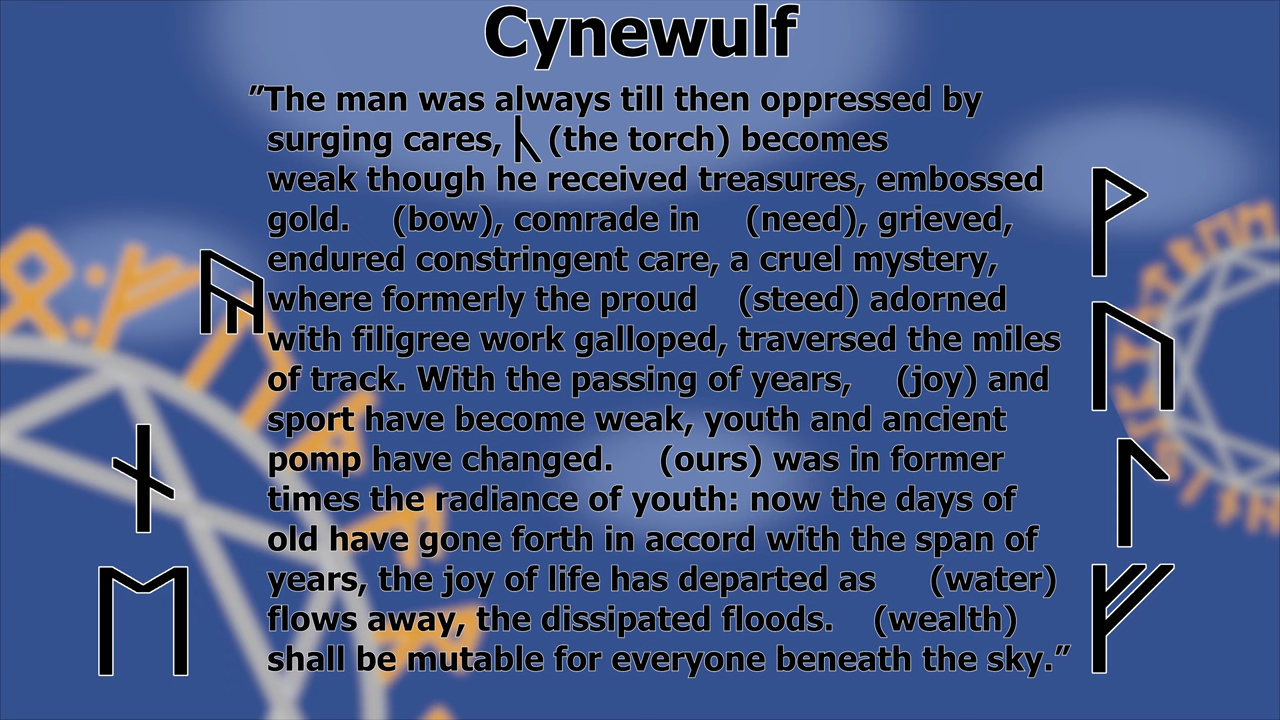 Cynewulf
"The man was always till then oppressed by
surging cares, ᚳ (the torch) becomes
weak though he received treasures, embossed
gold. (bow), comrade in (need), grieved,
endured constringent care, a cruel mystery,
where formerly the proud (steed) adorned
with filigree work galloped, traversed the miles
of track. With the passing of years, (joy) and
sport have become weak, youth and ancient
pomp have changed. (ours) was in former
times the radiance of youth: now the days of
old have gone forth in accord with the span of
years, the joy of life has departed as (water)
flows away, the dissipated floods. (wealth)
shall be mutable for everyone beneath the sky."
ᚣ
ᚾ
ᛖ
ᚹ
ᚢ
ᛚ
ᚠ